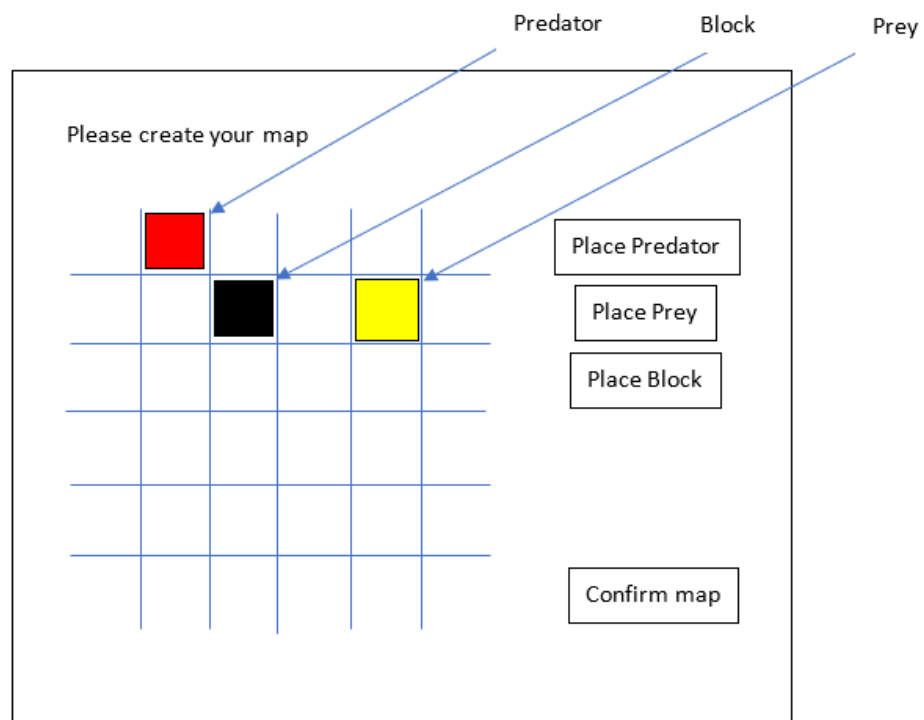 Predator
Block
Prey
Please create your map
Place Predator
Place Prey
Place Block
Confirm map